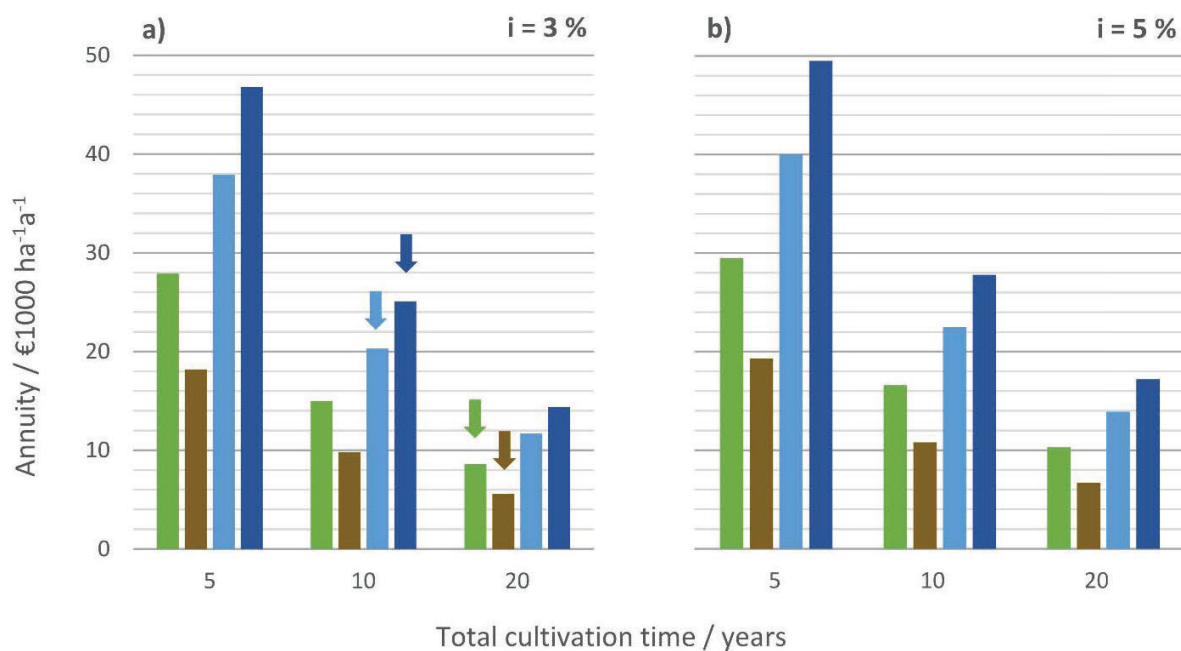 a) i = 3 % b) i = 5 %
50
40
30
20
10
0
Annuity / €1000 ha⁻¹a⁻¹
5 10 20 5 10 20
Total cultivation time / years